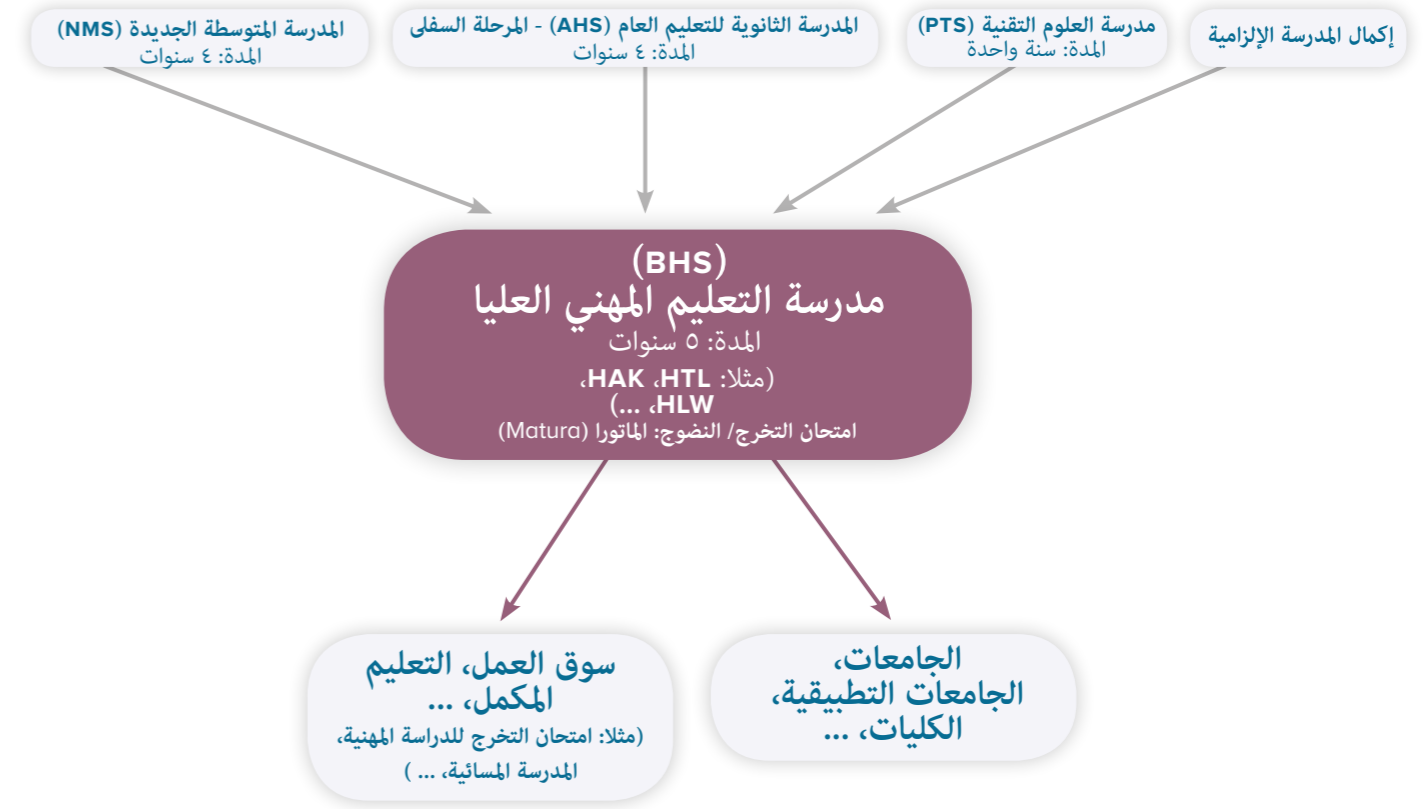 إكمال المدرسة الإلزامية
مدرسة العلوم التقنية (PTS)
المدة: سنة واحدة
المدرسة الثانوية للتعليم العام (AHS) - المرحلة السفلى
المدة: ٤ سنوات
المدرسة المتوسطة الجديدة (NMS)
المدة: ٤ سنوات
(BHS)
مدرسة التعليم المهني العليا
المدة: ٥ سنوات
(مثلا: HAK ،HTL،
HLW، ...)
امتحان التخرج/ النضوج: الماتورا (Matura)
الجامعات،
الجامعات التطبيقية،
الكليات، ...
سوق العمل، التعليم
المكمل، ...
(مثلا: امتحان التخرج للدراسة المهنية،
المدرسة المسائية، ... )